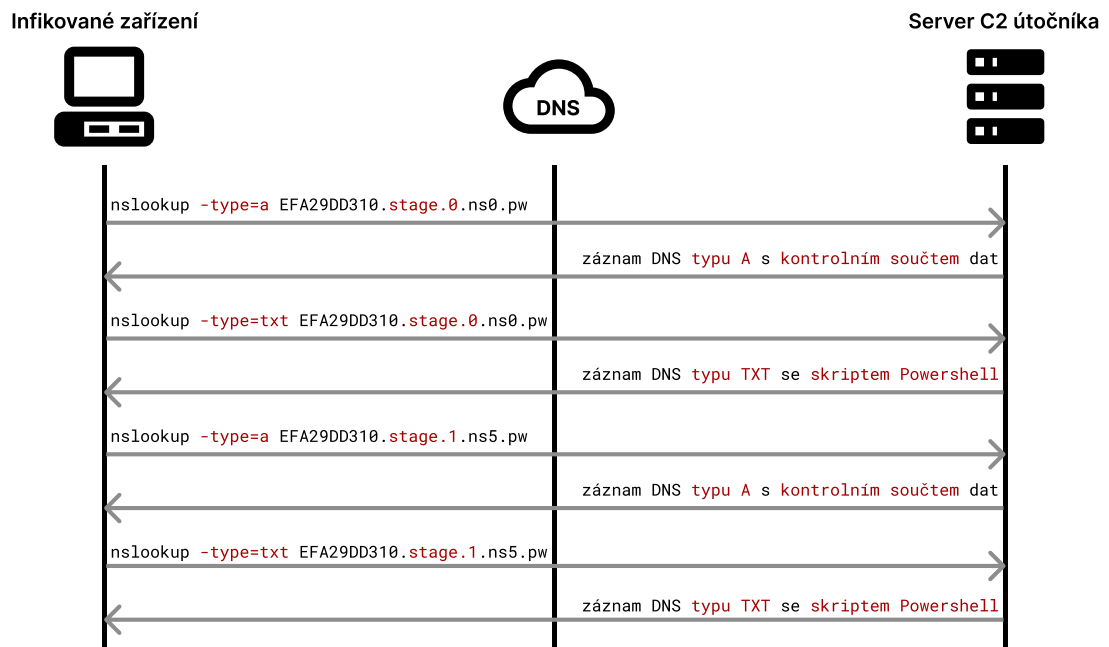 Infikované zařízení
Server C2 útočníka
DNS
nslookup -type=a EFA29DD310.stage.0.ns0.pw
záznam DNS typu A s kontrolním součtem dat
nslookup -type=txt EFA29DD310.stage.0.ns0.pw
záznam DNS typu TXT se skriptem Powershell
nslookup -type=a EFA29DD310.stage.1.ns5.pw
záznam DNS typu A s kontrolním součtem dat
nslookup -type=txt EFA29DD310.stage.1.ns5.pw
záznam DNS typu TXT se skriptem Powershell